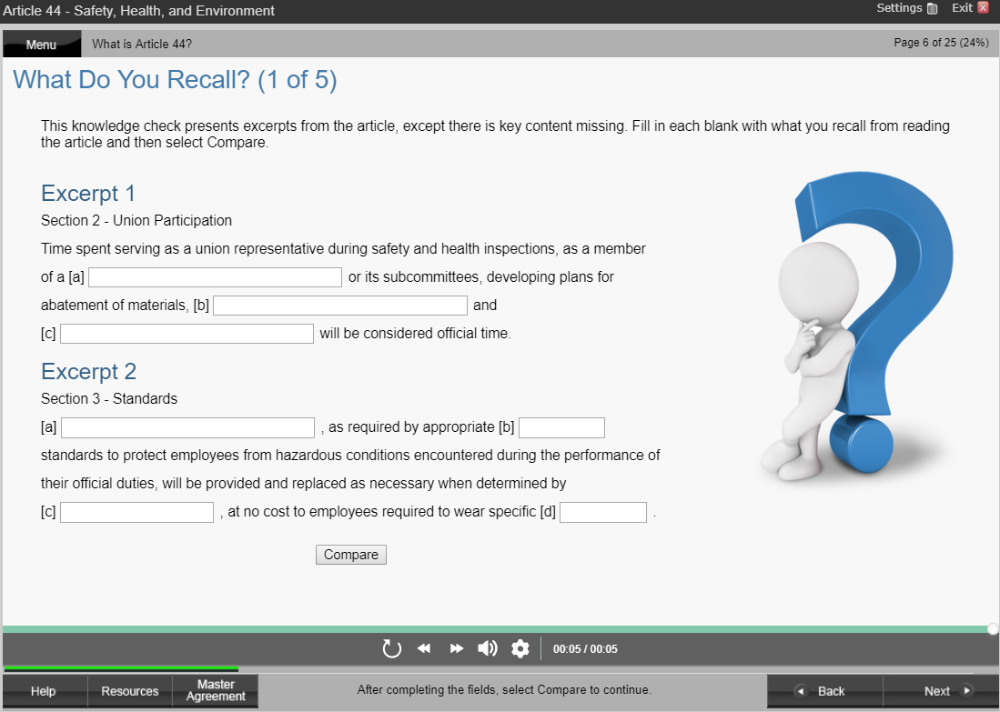 Article 44 - Safety, Health, and Environment
Settings
Exit
Menu
What is Article 44?
Page 6 of 25 (24%)
What Do You Recall? (1 of 5)
This knowledge check presents excerpts from the article, except there is key content missing. Fill in each blank with what you recall from reading
the article and then select Compare.
Excerpt 1
Section 2 - Union Participation
Time spent serving as a union representative during safety and health inspections, as a member
of a [a] or its subcommittees, developing plans for
abatement of materials, [b] and
[c] will be considered official time.
Excerpt 2
Section 3 - Standards
[a] , as required by appropriate [b]
standards to protect employees from hazardous conditions encountered during the performance of
their official duties, will be provided and replaced as necessary when determined by
[c] , at no cost to employees required to wear specific [d] .
Compare
00:05 / 00:05
Help
Resources
Master
Agreement
After completing the fields, select Compare to continue.
Back
Next